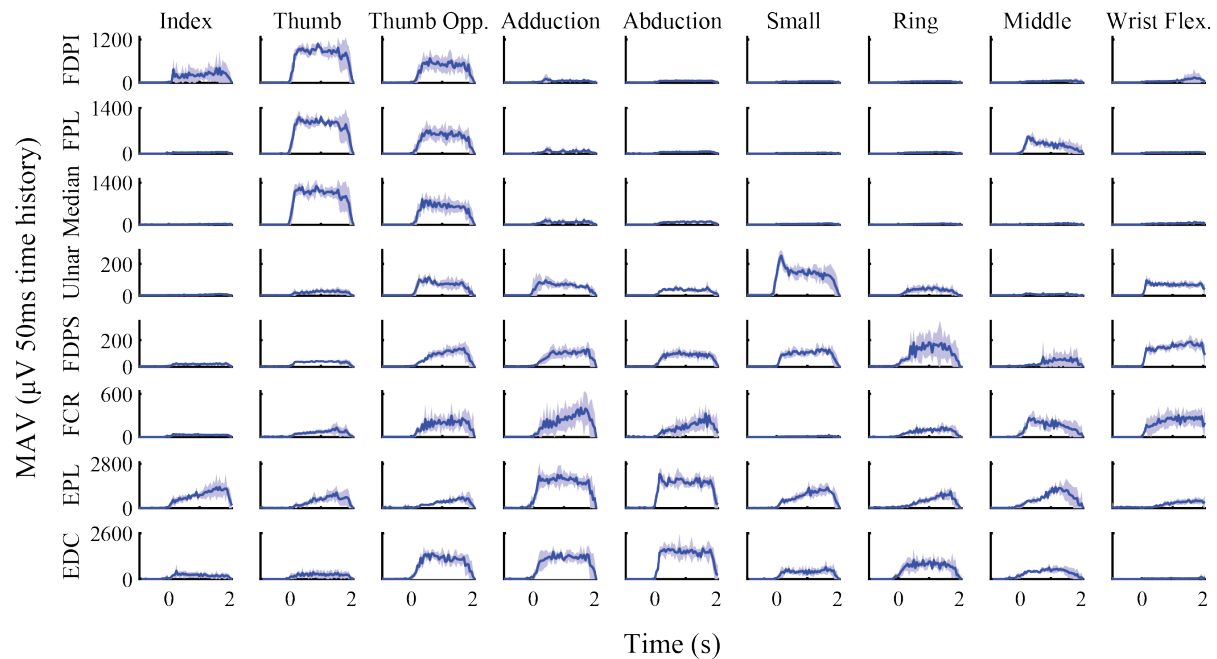 Index Thumb Thumb Opp. Adduction Abduction Small Ring Middle Wrist Flex.
MAV (μV 50ms time history)
FDPI 1200 0
FPL 1400 0
Median 1400 0
Ulnar 200 0
FDPS 200 0
FCR 600 0
EPL 2800 0
EDC 2600 0
0 2 0 2 0 2 0 2 0 2 0 2 0 2 0 2 0 2
Time (s)